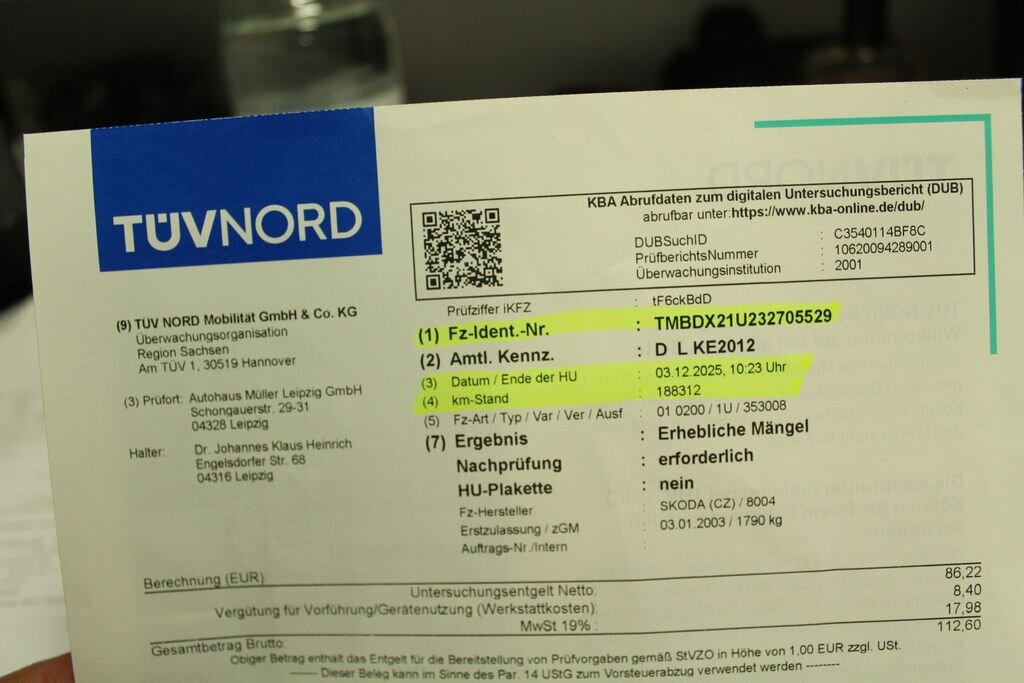 TÜVNORD
KBA Abrufdaten zum digitalen Untersuchungsbericht (DUB)
abrufbar unter:https://www.kba-online.de/dub/
DUBSuchID : C3540114BF8C
PrüfberichtsNummer : 10620094289001
Überwachungsinstitution : 2001
(9) TÜV NORD Mobilität GmbH & Co. KG
Überwachungsorganisation
Region Sachsen
Am TÜV 1, 30519 Hannover
(3) Prüfort: Autohaus Müller Leipzig GmbH
Schongauerstr. 29-31
04328 Leipzig
Halter: Dr. Johannes Klaus Heinrich
Engelsdorfer Str. 68
04316 Leipzig
Prüfziffer iKFZ : tF6ckBdD
(1) Fz-Ident.-Nr. : TMBDX21U232705529
(2) Amtl. Kennz. : D L KE2012
(3) Datum / Ende der HU : 03.12.2025, 10:23 Uhr
(4) km-Stand : 188312
(5) Fz-Art / Typ / Var / Ver / Ausf : 01 0200 / 1U / 353008
(7) Ergebnis : Erhebliche Mängel
Nachprüfung : erforderlich
HU-Plakette : nein
Fz-Hersteller : SKODA (CZ) / 8004
Erstzulassung / zGM : 03.01.2003 / 1790 kg
Auftrags-Nr./Intern :
Berechnung (EUR)
Untersuchungsentgelt Netto: 86,22
Vergütung für Vorführung/Gerätenutzung (Werkstattkosten): 8,40
MwSt 19% : 17,98
Gesamtbetrag Brutto 112,60
Obiger Betrag enthält das Entgelt für die Bereitstellung von Prüfvorgaben gemäß StVZO in Höhe von 1,00 EUR zzgl. USt.
------- Dieser Beleg kann im Sinne des Par. 14 UStG zum Vorsteuerabzug verwendet werden --------